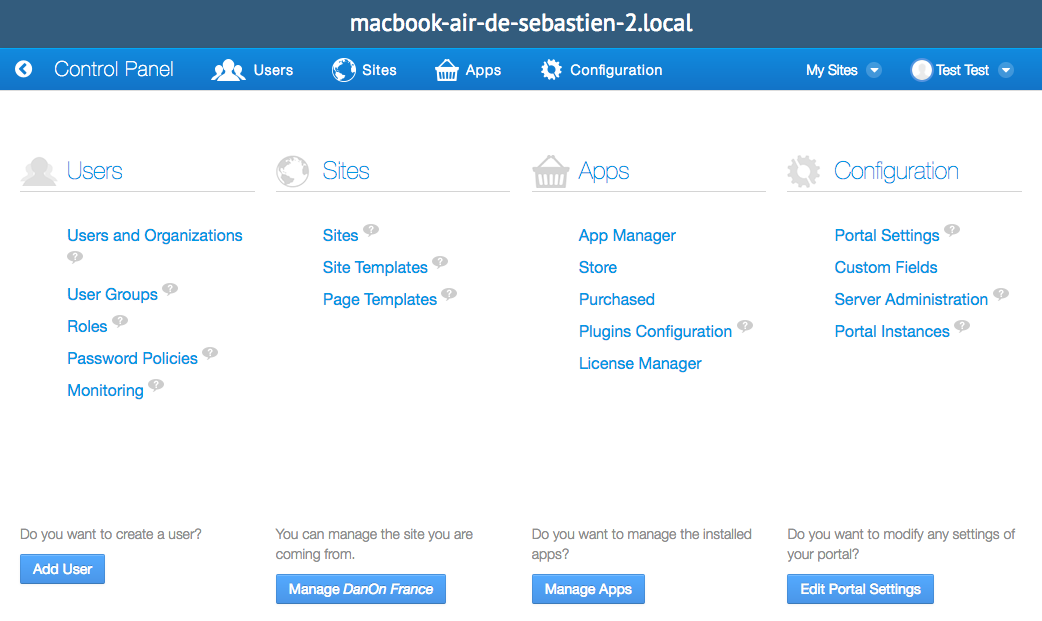 macbook-air-de-sebastien-2.local
Control Panel Users Sites Apps Configuration My Sites Test Test
Users
Users and Organizations
?
User Groups ?
Roles ?
Password Policies ?
Monitoring ?
Do you want to create a user?
Add User
Sites
Sites ?
Site Templates ?
Page Templates ?
You can manage the site you are
coming from.
Manage DanOn France
Apps
App Manager
Store
Purchased
Plugins Configuration ?
License Manager
Do you want to manage the installed
apps?
Manage Apps
Configuration
Portal Settings ?
Custom Fields
Server Administration ?
Portal Instances ?
Do you want to modify any settings of
your portal?
Edit Portal Settings